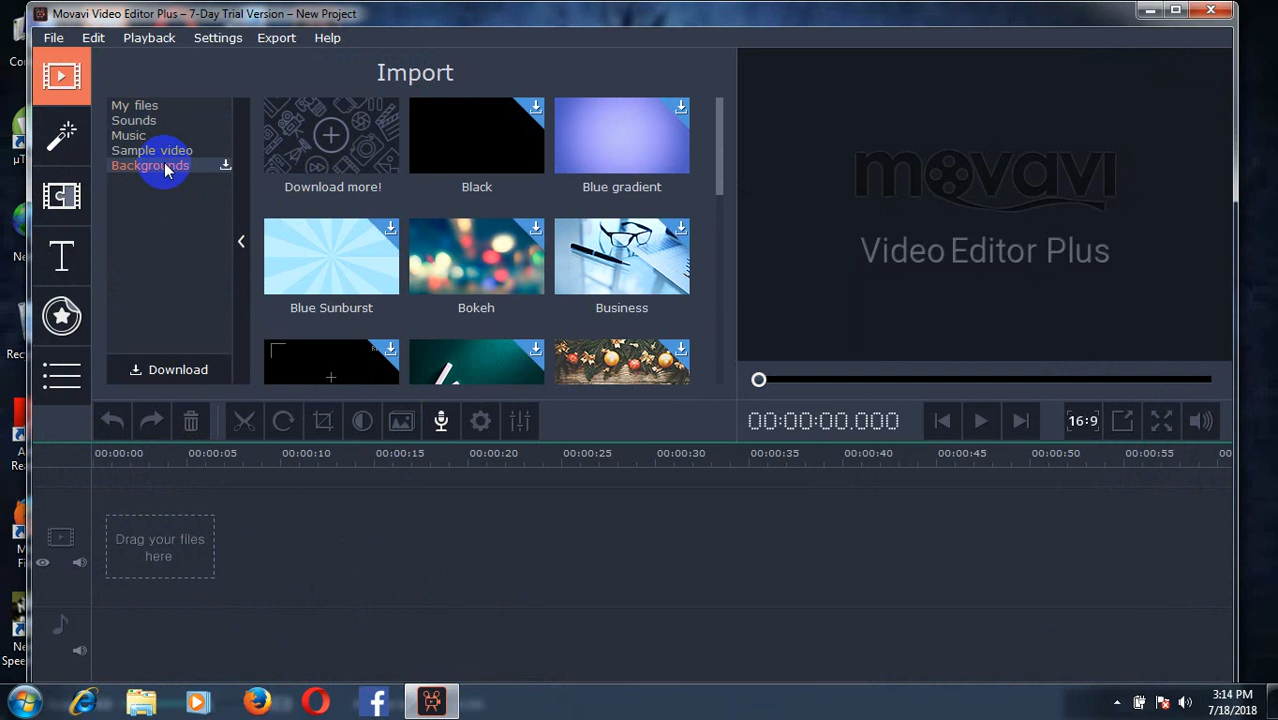 Movavi Video Editor Plus – 7-Day Trial Version – New Project
File Edit Playback Settings Export Help
Import
My files
Sounds
Music
Sample video
Backgrounds
Download more!
Black
Blue gradient
Blue Sunburst
Bokeh
Business
Download
movavi
Video Editor Plus
00:00:00.000
16:9
00:00:00 00:00:05 00:00:10 00:00:15 00:00:20 00:00:25 00:00:30 00:00:35 00:00:40 00:00:45 00:00:50 00:00:55 00
Drag your files
here
3:14 PM
7/18/2018